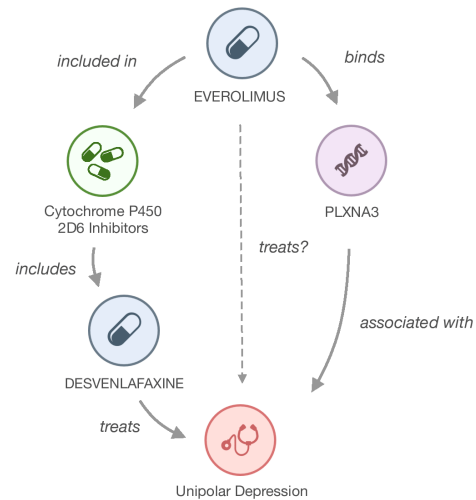 included in
binds
EVEROLIMUS
Cytochrome P450
2D6 Inhibitors
PLXNA3
treats?
includes
associated with
DESVENLAFAXINE
treats
Unipolar Depression